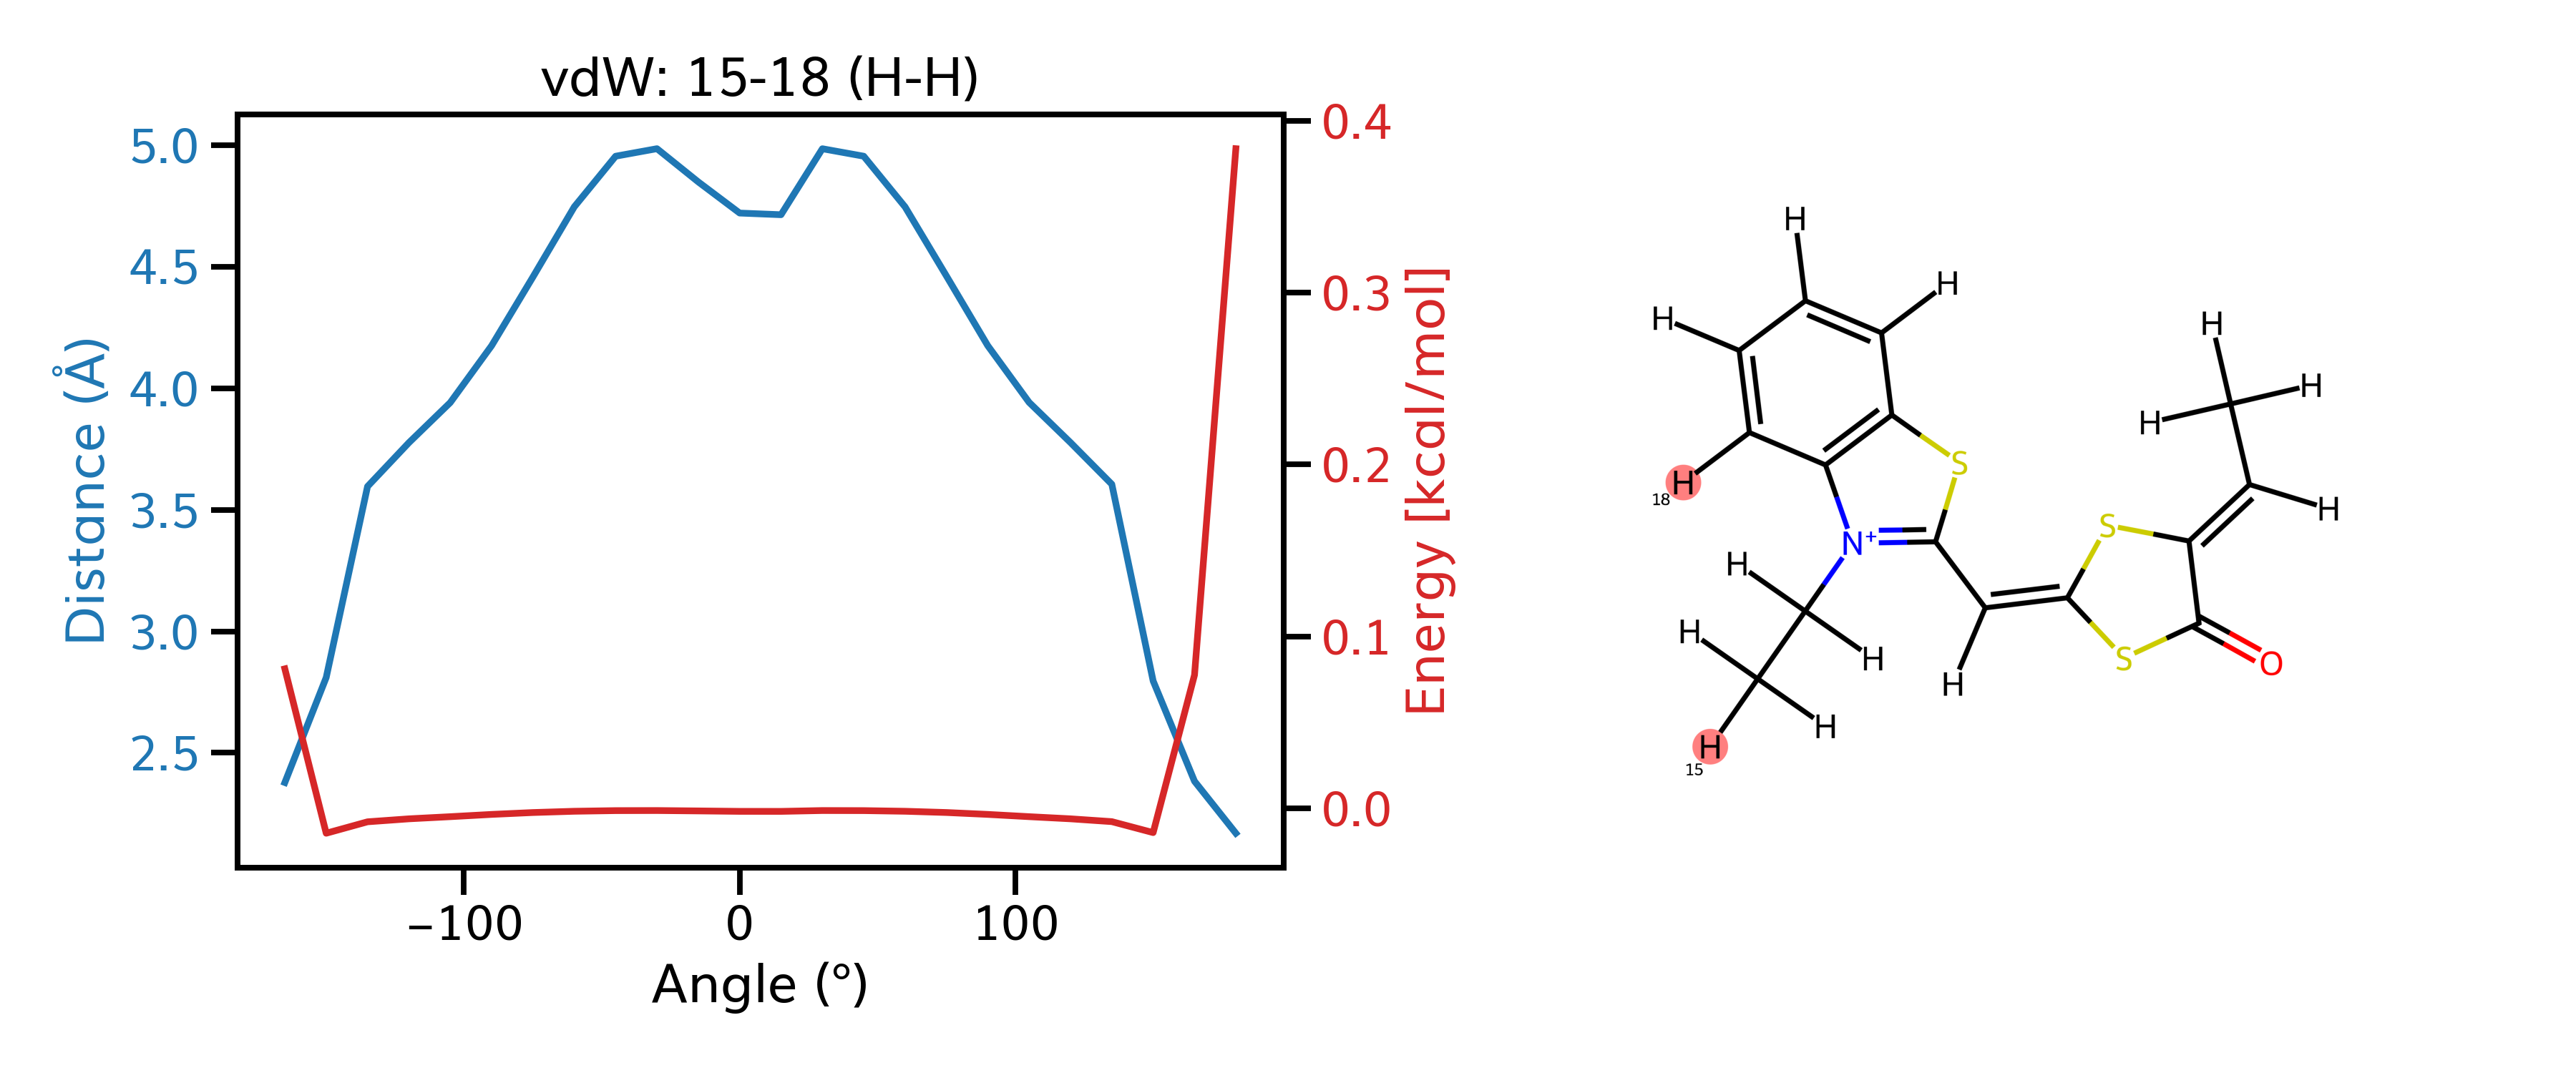 vdW: 15-18 (H-H)
5.0
4.5
4.0
3.5
3.0
2.5
Distance (Å)
0.4
0.3
0.2
0.1
0.0
Energy [kcal/mol]
−100 0 100
Angle (°)
H
H
H
H
H
H
H
S
H
18
H
S
N⁺
H
H
H
S
O
H
H
H
15